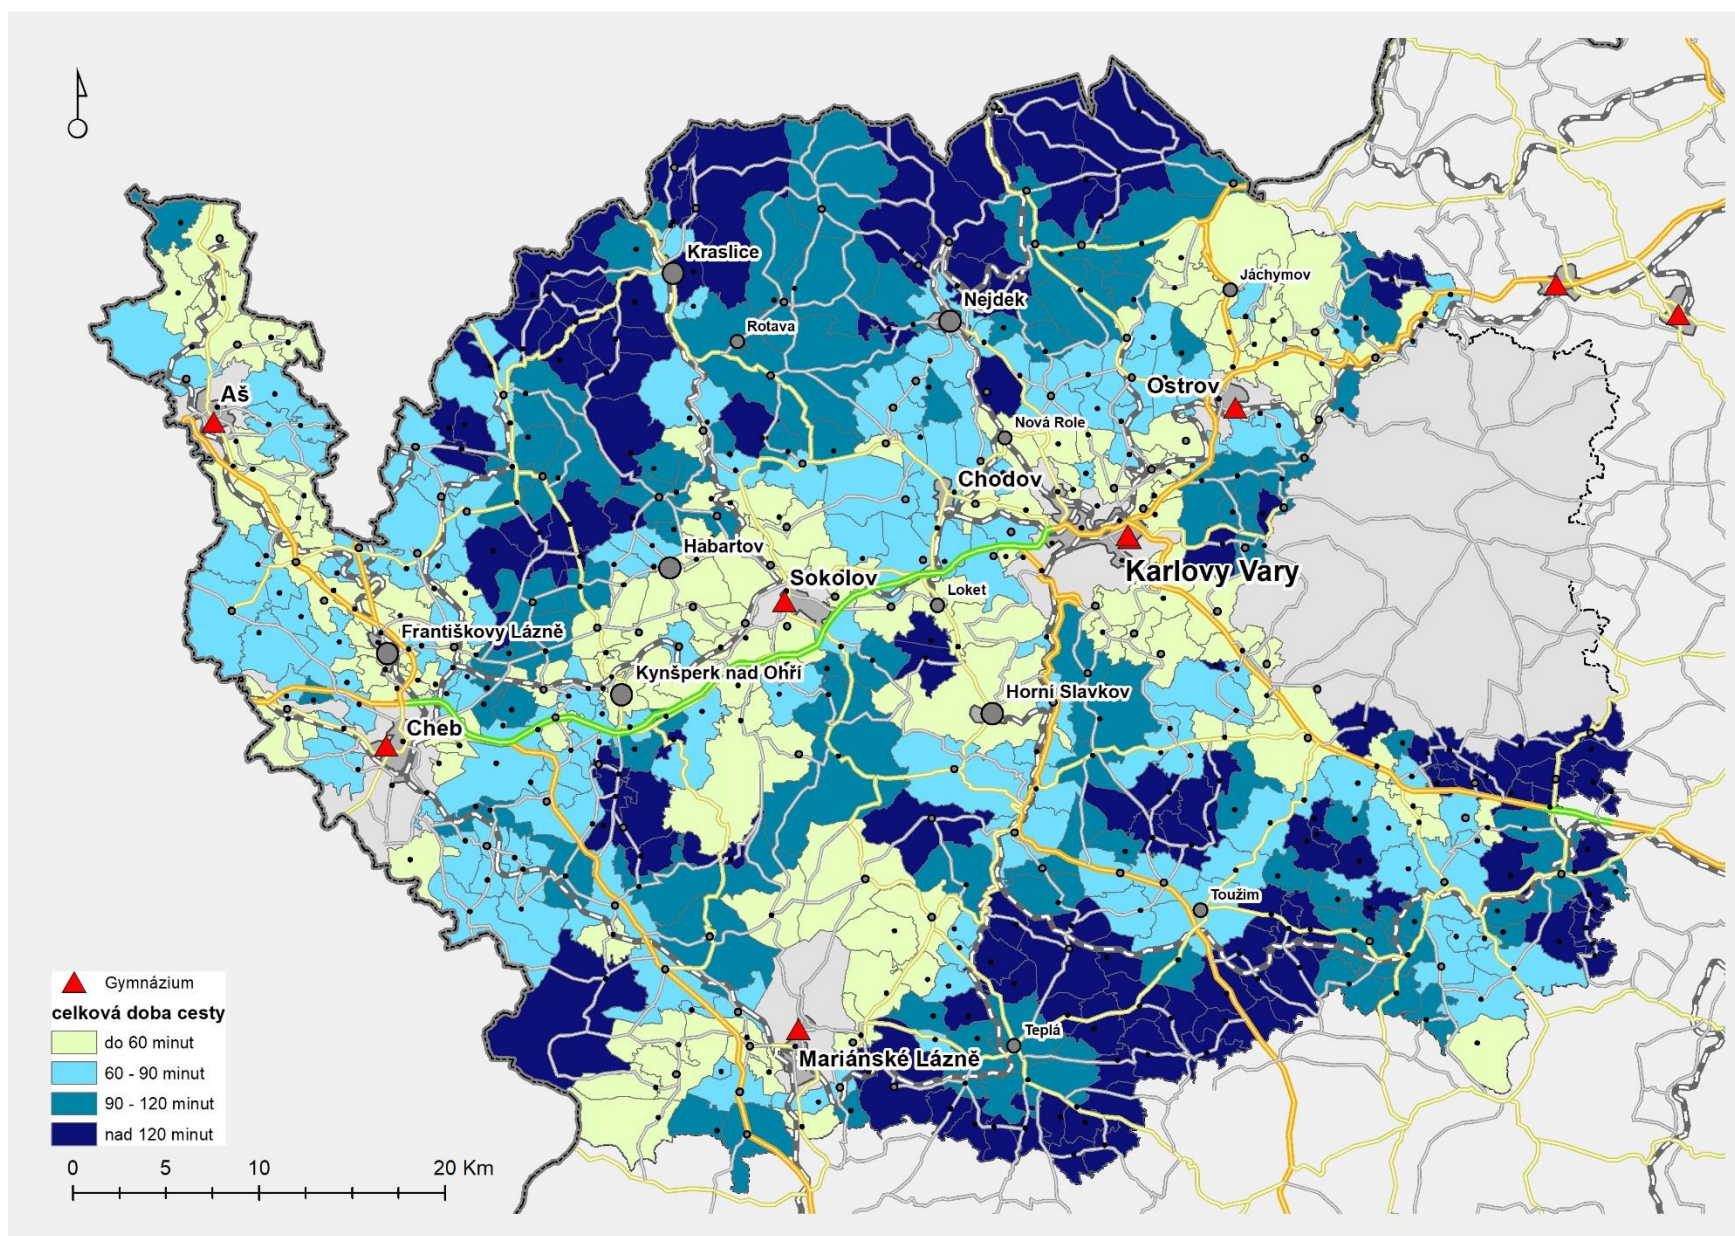 Kraslice
Jáchymov
Nejdek
Rotava
Aš
Ostrov
Nová Role
Chodov
Habartov
Karlovy Vary
Sokolov
Loket
Františkovy Lázně
Kynšperk nad Ohří
Horní Slavkov
Cheb
Toužim
Teplá
Mariánské Lázně
Gymnázium
celková doba cesty
do 60 minut
60 - 90 minut
90 - 120 minut
nad 120 minut
0 5 10 20 Km